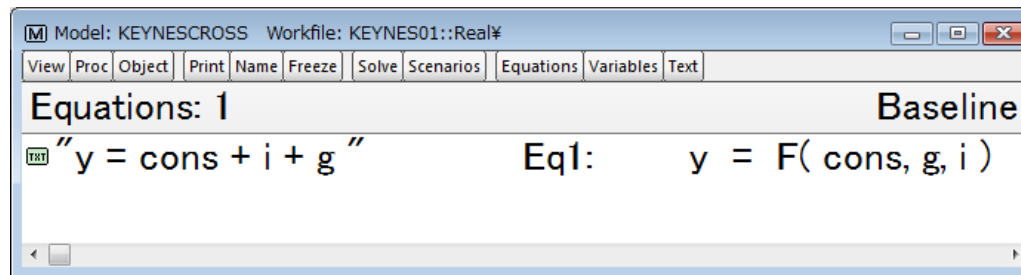 M Model: KEYNESCROSS Workfile: KEYNES01::Real¥
View Proc Object Print Name Freeze Solve Scenarios Equations Variables Text
Equations: 1 Baseline
TXT "y = cons + i + g " Eq1: y = F( cons, g, i )